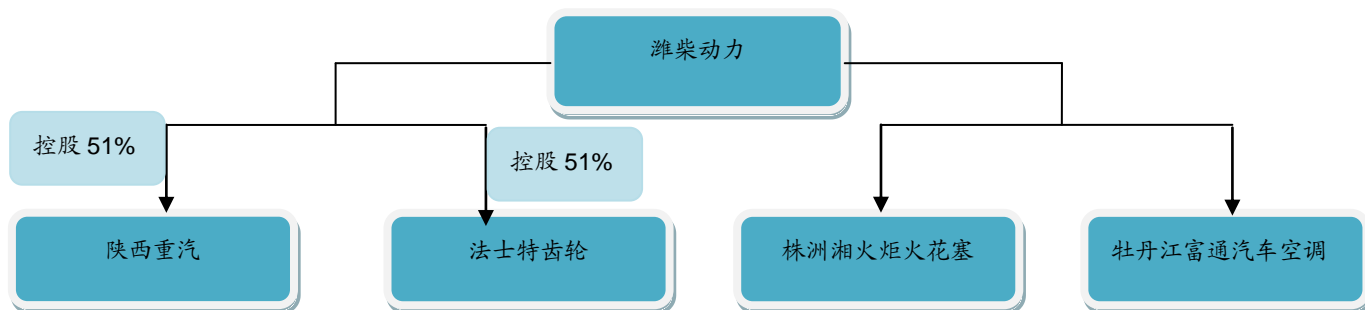 潍柴动力
控股 51%
控股 51%
陕西重汽
法士特齿轮
株洲湘火炬火花塞
牡丹江富通汽车空调